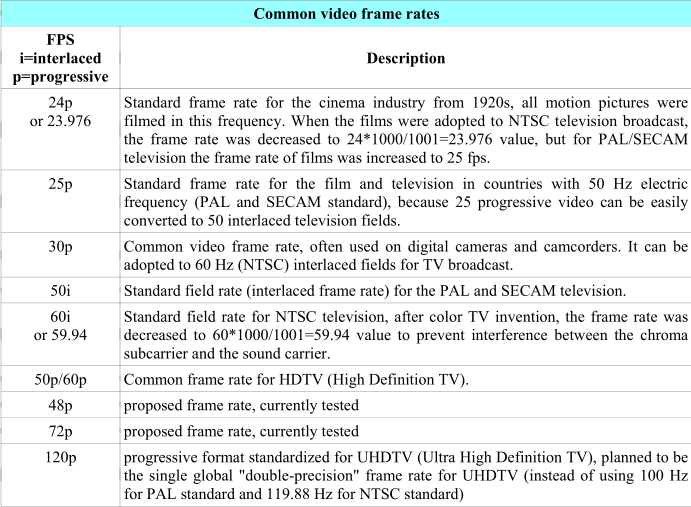 Common video frame rates
FPS
i=interlaced
p=progressive
Description
24p
or 23.976
Standard frame rate for the cinema industry from 1920s, all motion pictures were
filmed in this frequency. When the films were adopted to NTSC television broadcast,
the frame rate was decreased to 24*1000/1001=23.976 value, but for PAL/SECAM
television the frame rate of films was increased to 25 fps.
25p
Standard frame rate for the film and television in countries with 50 Hz electric
frequency (PAL and SECAM standard), because 25 progressive video can be easily
converted to 50 interlaced television fields.
30p
Common video frame rate, often used on digital cameras and camcorders. It can be
adopted to 60 Hz (NTSC) interlaced fields for TV broadcast.
50i
Standard field rate (interlaced frame rate) for the PAL and SECAM television.
60i
or 59.94
Standard field rate for NTSC television, after color TV invention, the frame rate was
decreased to 60*1000/1001=59.94 value to prevent interference between the chroma
subcarrier and the sound carrier.
50p/60p
Common frame rate for HDTV (High Definition TV).
48p
proposed frame rate, currently tested
72p
proposed frame rate, currently tested
120p
progressive format standardized for UHDTV (Ultra High Definition TV), planned to be
the single global "double-precision" frame rate for UHDTV (instead of using 100 Hz
for PAL standard and 119.88 Hz for NTSC standard)